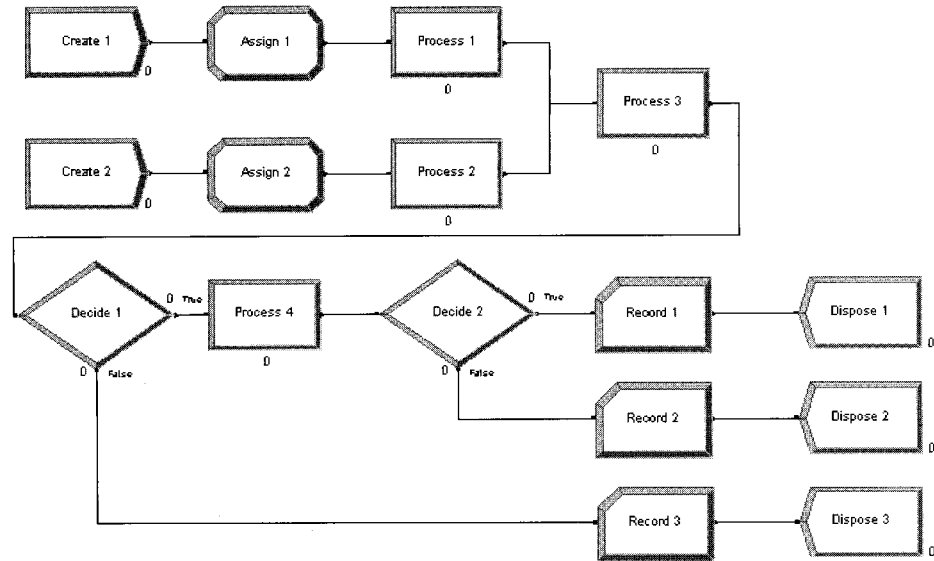 Create 1
0
Assign 1
Process 1
0
Process 3
0
Create 2
0
Assign 2
Process 2
0
Decide 1
0 True
0 False
Process 4
0
Decide 2
0 True
0 False
Record 1
Dispose 1
0
Record 2
Dispose 2
0
Record 3
Dispose 3
0